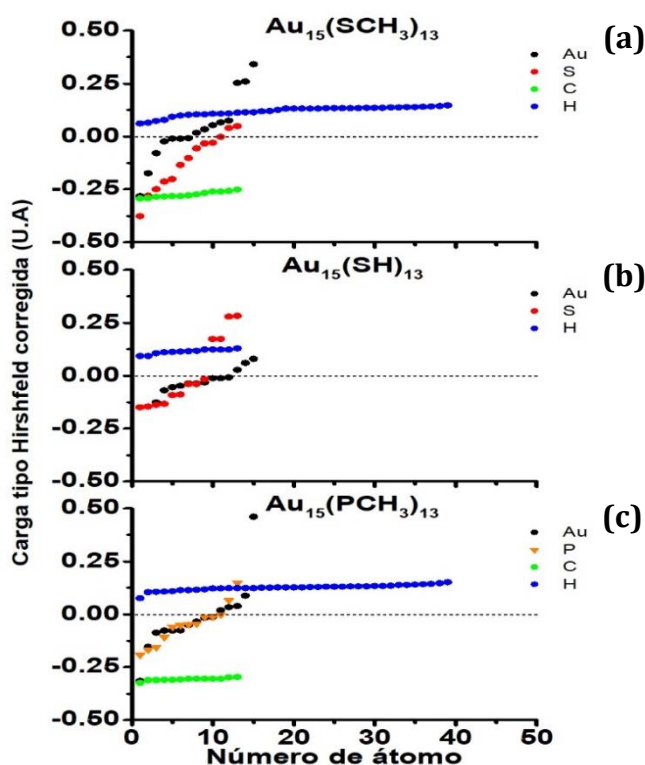 Carga tipo Hirshfeld corregida (U.A)
Au₁₅(SCH₃)₁₃
(a)
0.50
0.25
0.00
-0.25
-0.50
Au
S
C
H
Au₁₅(SH)₁₃
(b)
0.50
0.25
0.00
-0.25
-0.50
Au
S
H
Au₁₅(PCH₃)₁₃
(c)
0.50
0.25
0.00
-0.25
-0.50
Au
P
C
H
0 10 20 30 40 50
Número de átomo